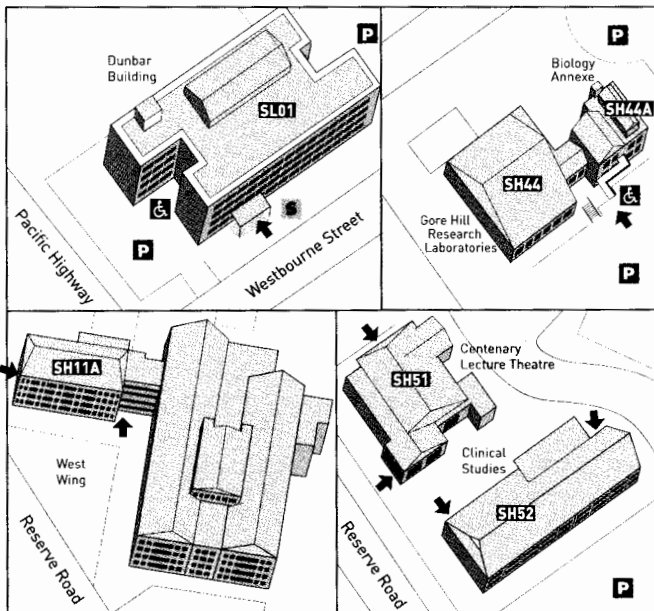 P
Dunbar
Building
SL01
P
Pacific Highway
Westbourne Street
P
Biology
Annexe
SH44A
SH44
Gore Hill
Research
Laboratories
P
SH11A
West
Wing
Reserve Road
SH51
Centenary
Lecture Theatre
Clinical
Studies
SH52
Reserve Road
P